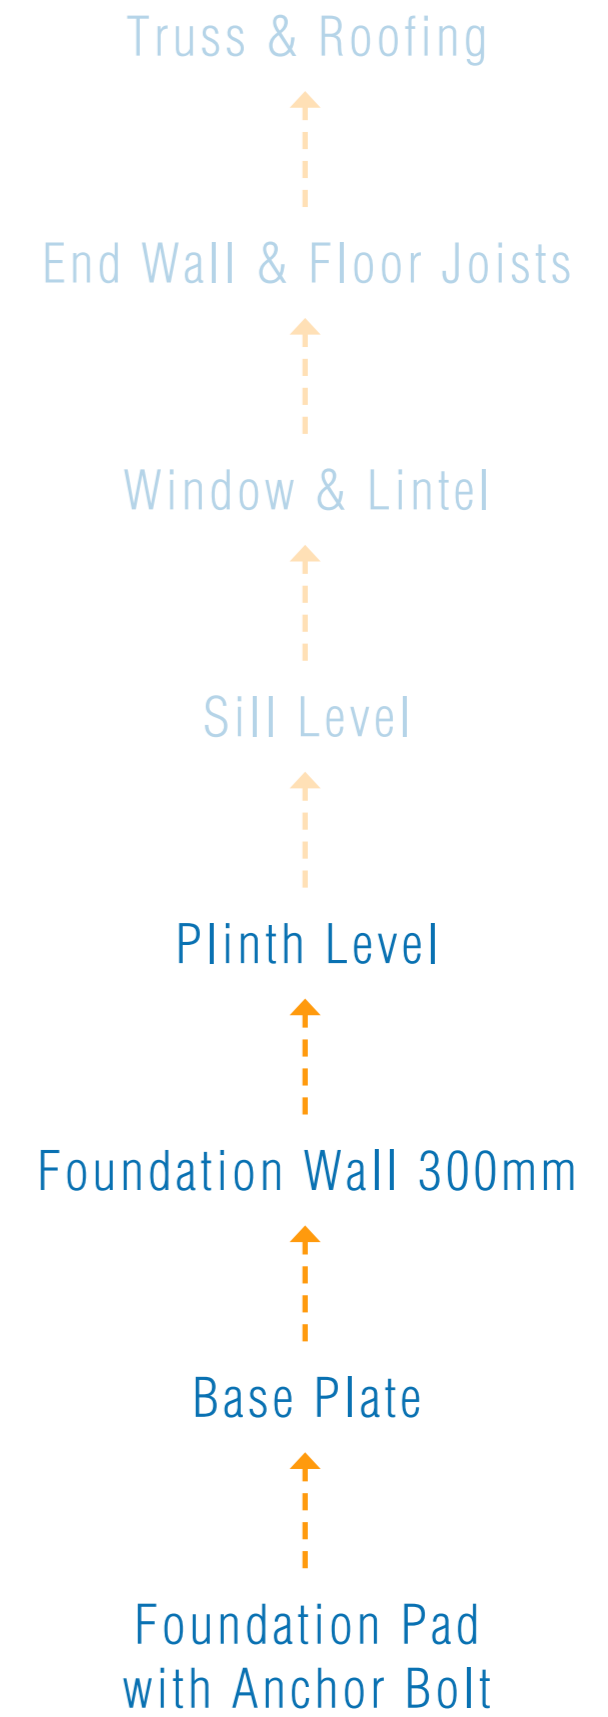 Truss & Roofing
End Wall & Floor Joists
Window & Lintel
Sill Level
Plinth Level
Foundation Wall 300mm
Base Plate
Foundation Pad
with Anchor Bolt